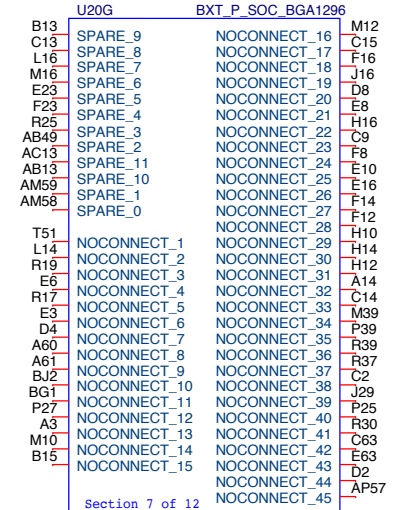 U20G BXT_P_SOC_BGA1296
B13 SPARE_9 NOCONNECT_16 M12
C13 SPARE_8 NOCONNECT_17 C15
L16 SPARE_7 NOCONNECT_18 F16
M16 SPARE_6 NOCONNECT_19 J16
E23 SPARE_5 NOCONNECT_20 D8
F23 SPARE_4 NOCONNECT_21 E8
R25 SPARE_3 NOCONNECT_22 H16
AB49 SPARE_2 NOCONNECT_23 C9
AC13 SPARE_11 NOCONNECT_24 F8
AB13 SPARE_10 NOCONNECT_25 E10
AM59 SPARE_1 NOCONNECT_26 E16
AM58 SPARE_0 NOCONNECT_27 F14
NOCONNECT_28 F12
T51 NOCONNECT_1 NOCONNECT_29 H10
L14 NOCONNECT_2 NOCONNECT_30 H14
R19 NOCONNECT_3 NOCONNECT_31 H12
E6 NOCONNECT_4 NOCONNECT_32 A14
R17 NOCONNECT_5 NOCONNECT_33 C14
E3 NOCONNECT_6 NOCONNECT_34 M39
D4 NOCONNECT_7 NOCONNECT_35 P39
A60 NOCONNECT_8 NOCONNECT_36 R39
A61 NOCONNECT_9 NOCONNECT_37 R37
BJ2 NOCONNECT_10 NOCONNECT_38 C2
BG1 NOCONNECT_11 NOCONNECT_39 J29
P27 NOCONNECT_12 NOCONNECT_40 P25
A3 NOCONNECT_13 NOCONNECT_41 R30
M10 NOCONNECT_14 NOCONNECT_42 C63
B15 NOCONNECT_15 NOCONNECT_43 E63
NOCONNECT_44 D2
NOCONNECT_45 AP57
Section 7 of 12